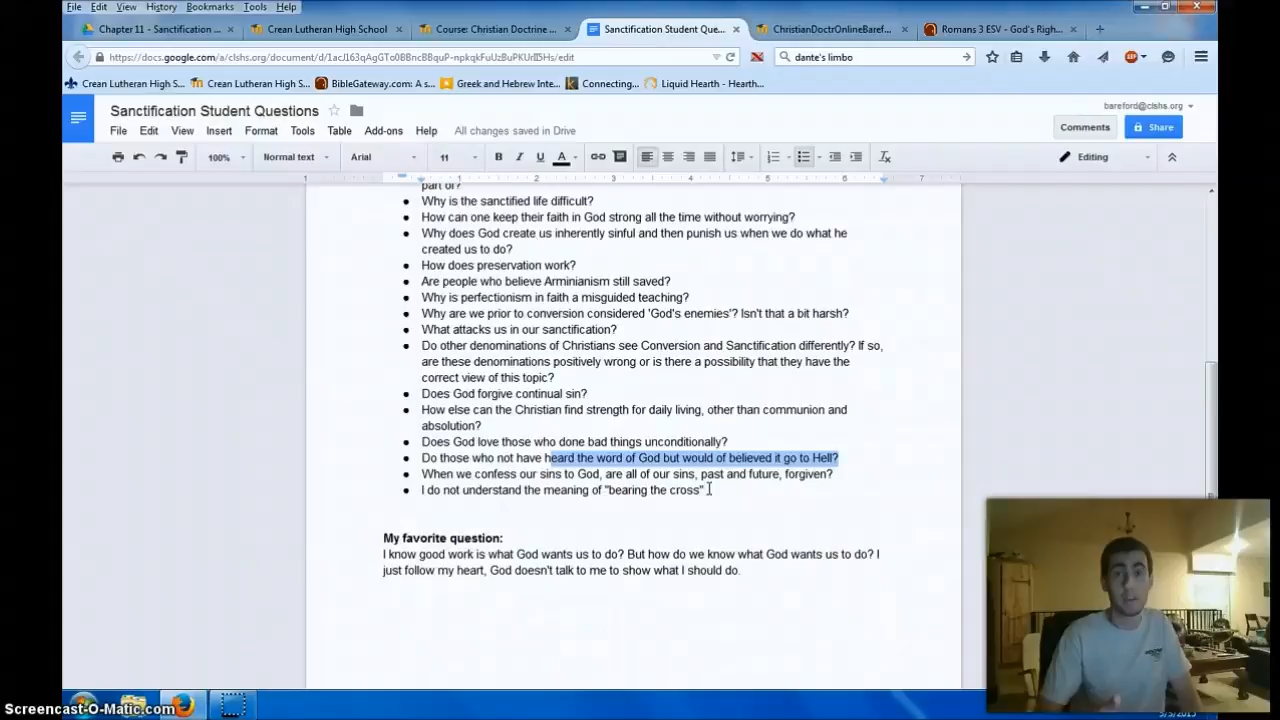 File Edit View History Bookmarks Tools Help
Chapter 11 - Sanctification ... Crean Lutheran High School Course: Christian Doctrine ... Sanctification Student Que... ChristianDoctrOnlineBaref... Romans 3 ESV - God's Righ...
dante's limbo
Crean Lutheran High S... Crean Lutheran High S... BibleGateway.com: A s... Greek and Hebrew Inte... Connecting... Liquid Hearth - Hearth...
Sanctification Student Questions
bareford@clshs.org
File Edit View Insert Format Tools Table Add-ons Help All changes saved in Drive
Comments Share
100% Normal text Arial 11 B I U A Editing
1 1 2 3 4 5 6 7
part of?
Why is the sanctified life difficult?
How can one keep their faith in God strong all the time without worrying?
Why does God create us inherently sinful and then punish us when we do what he
created us to do?
How does preservation work?
Are people who believe Arminianism still saved?
Why is perfectionism in faith a misguided teaching?
Why are we prior to conversion considered 'God's enemies'? Isn't that a bit harsh?
What attacks us in our sanctification?
Do other denominations of Christians see Conversion and Sanctification differently? If so,
are these denominations positively wrong or is there a possibility that they have the
correct view of this topic?
Does God forgive continual sin?
How else can the Christian find strength for daily living, other than communion and
absolution?
Does God love those who done bad things unconditionally?
Do those who not have heard the word of God but would of believed it go to Hell?
When we confess our sins to God, are all of our sins, past and future, forgiven?
I do not understand the meaning of "bearing the cross"
My favorite question:
I know good work is what God wants us to do? But how do we know what God wants us to do? I
just follow my heart, God doesn't talk to me to show what I should do.
Screencast-O-Matic.com